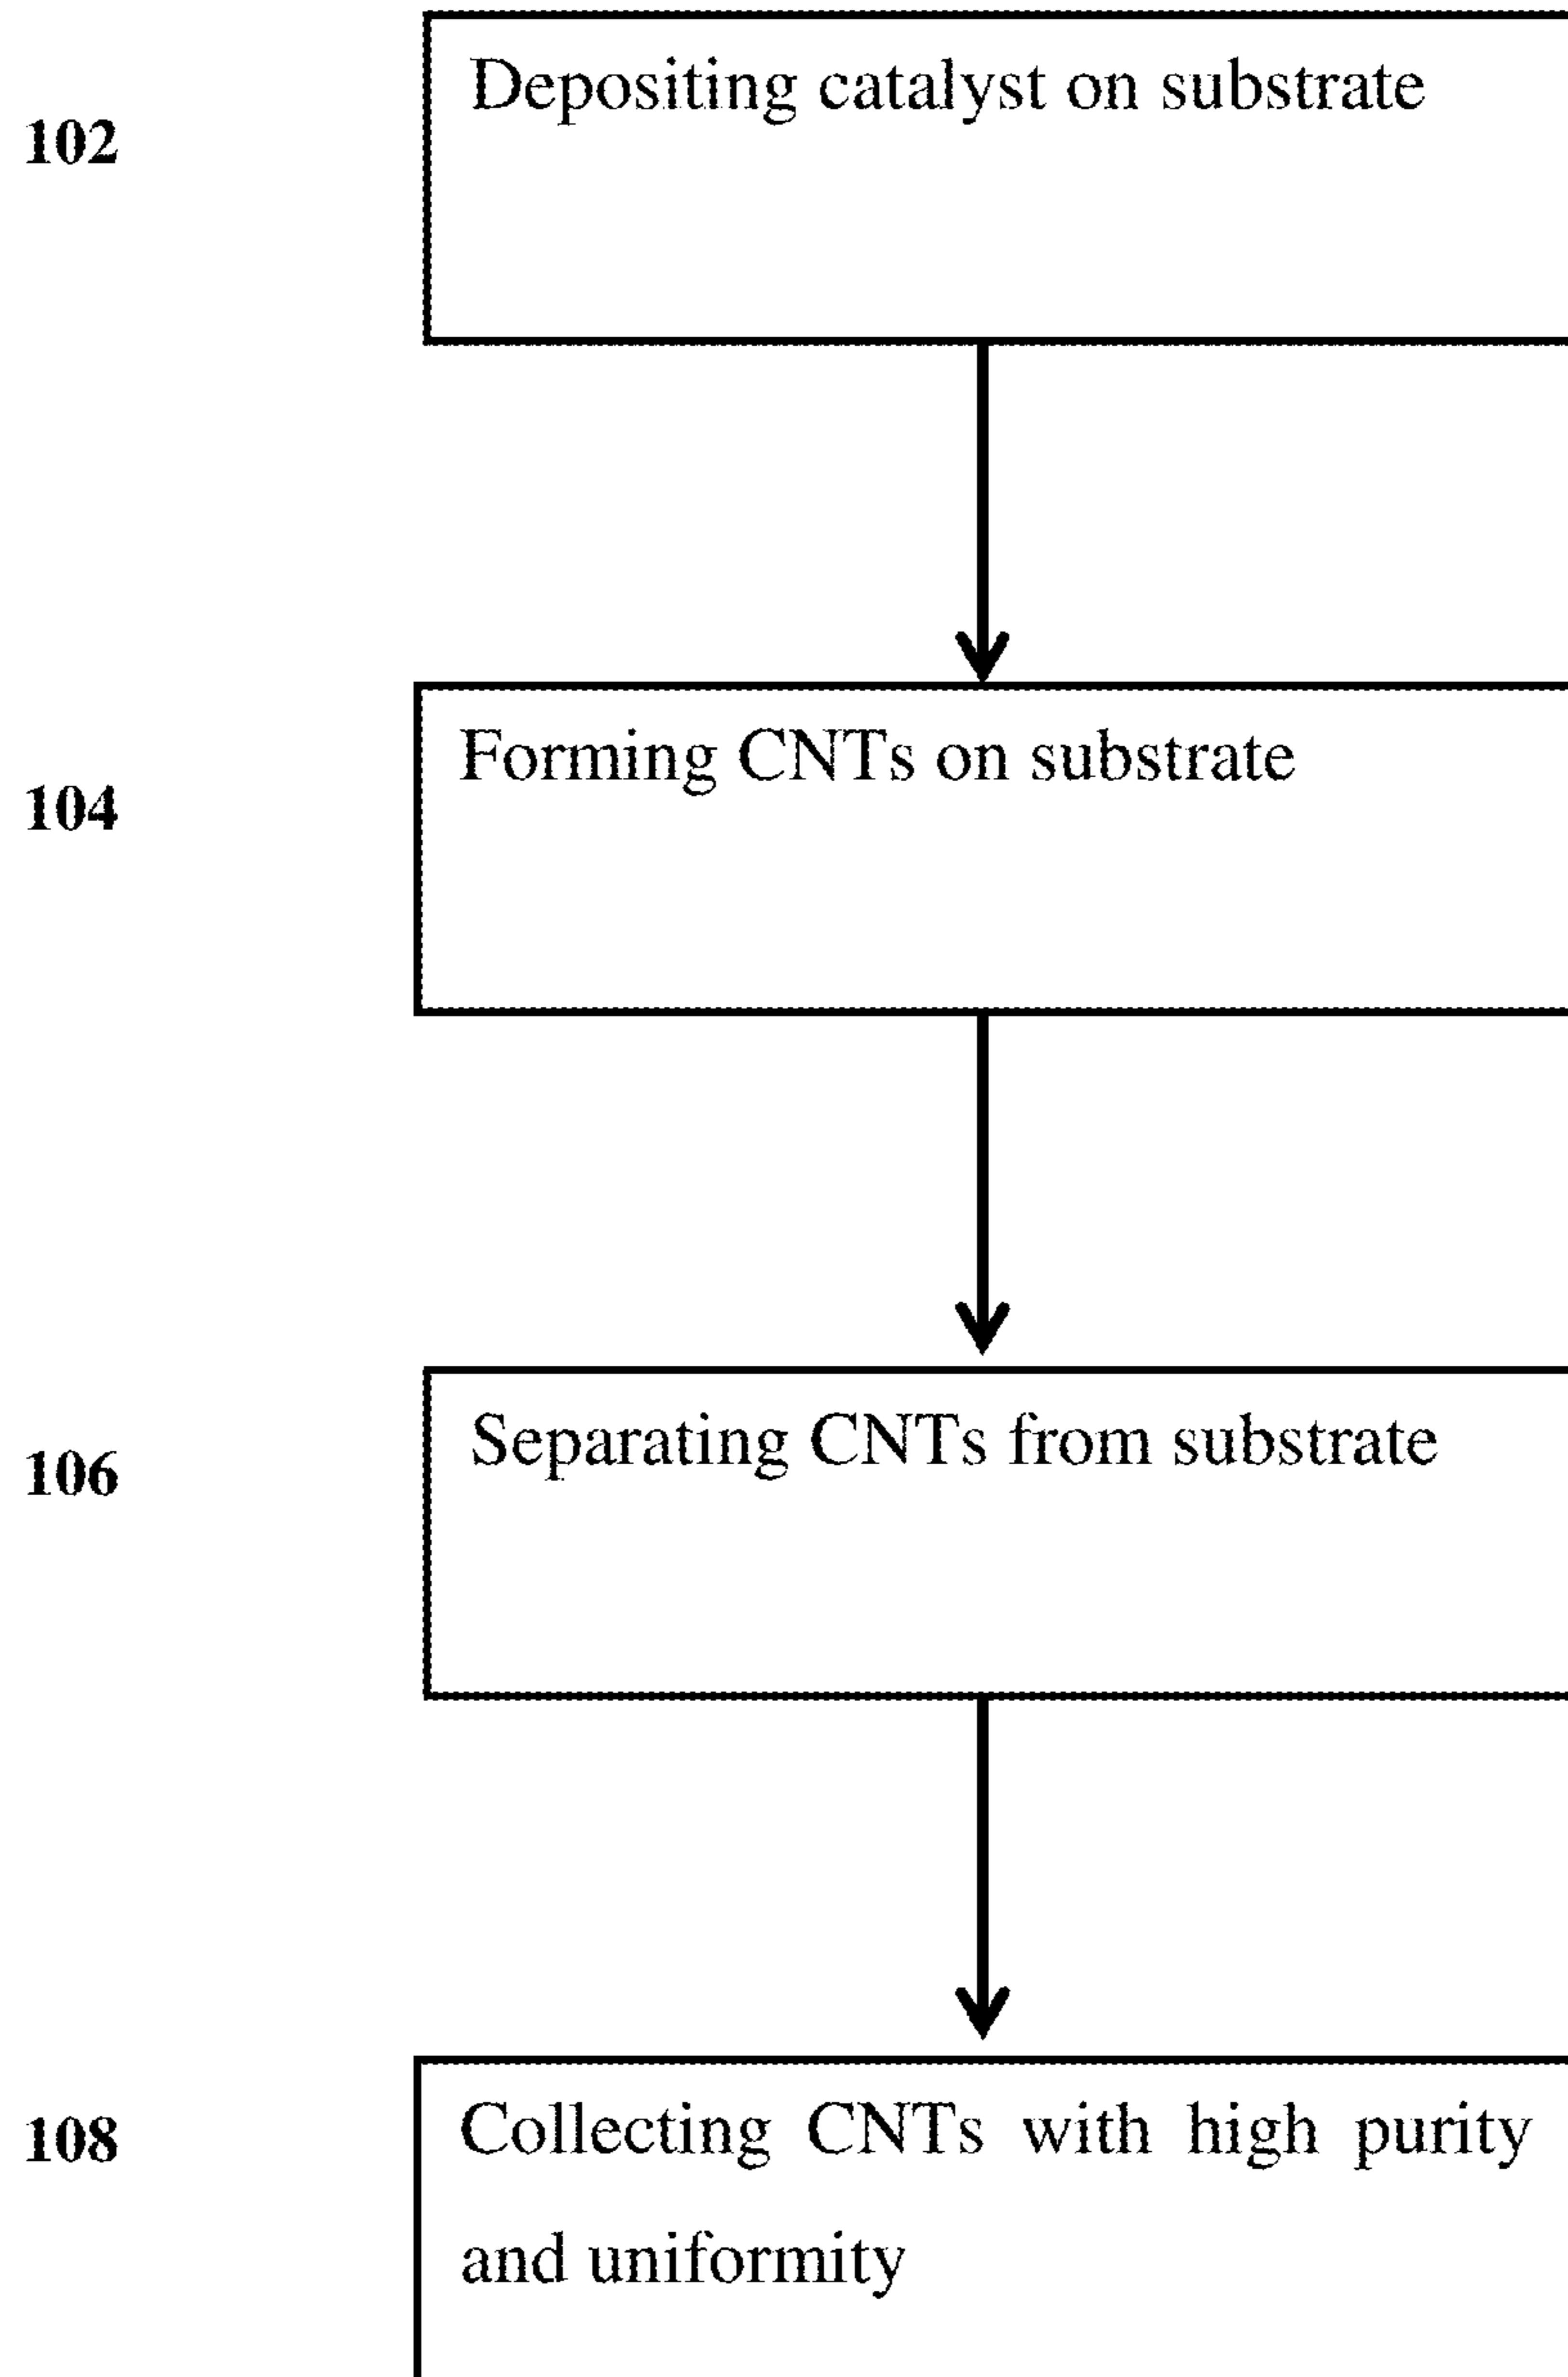 102
Depositing catalyst on substrate
104
Forming CNTs on substrate
106
Separating CNTs from substrate
108
Collecting CNTs with high purity
and uniformity